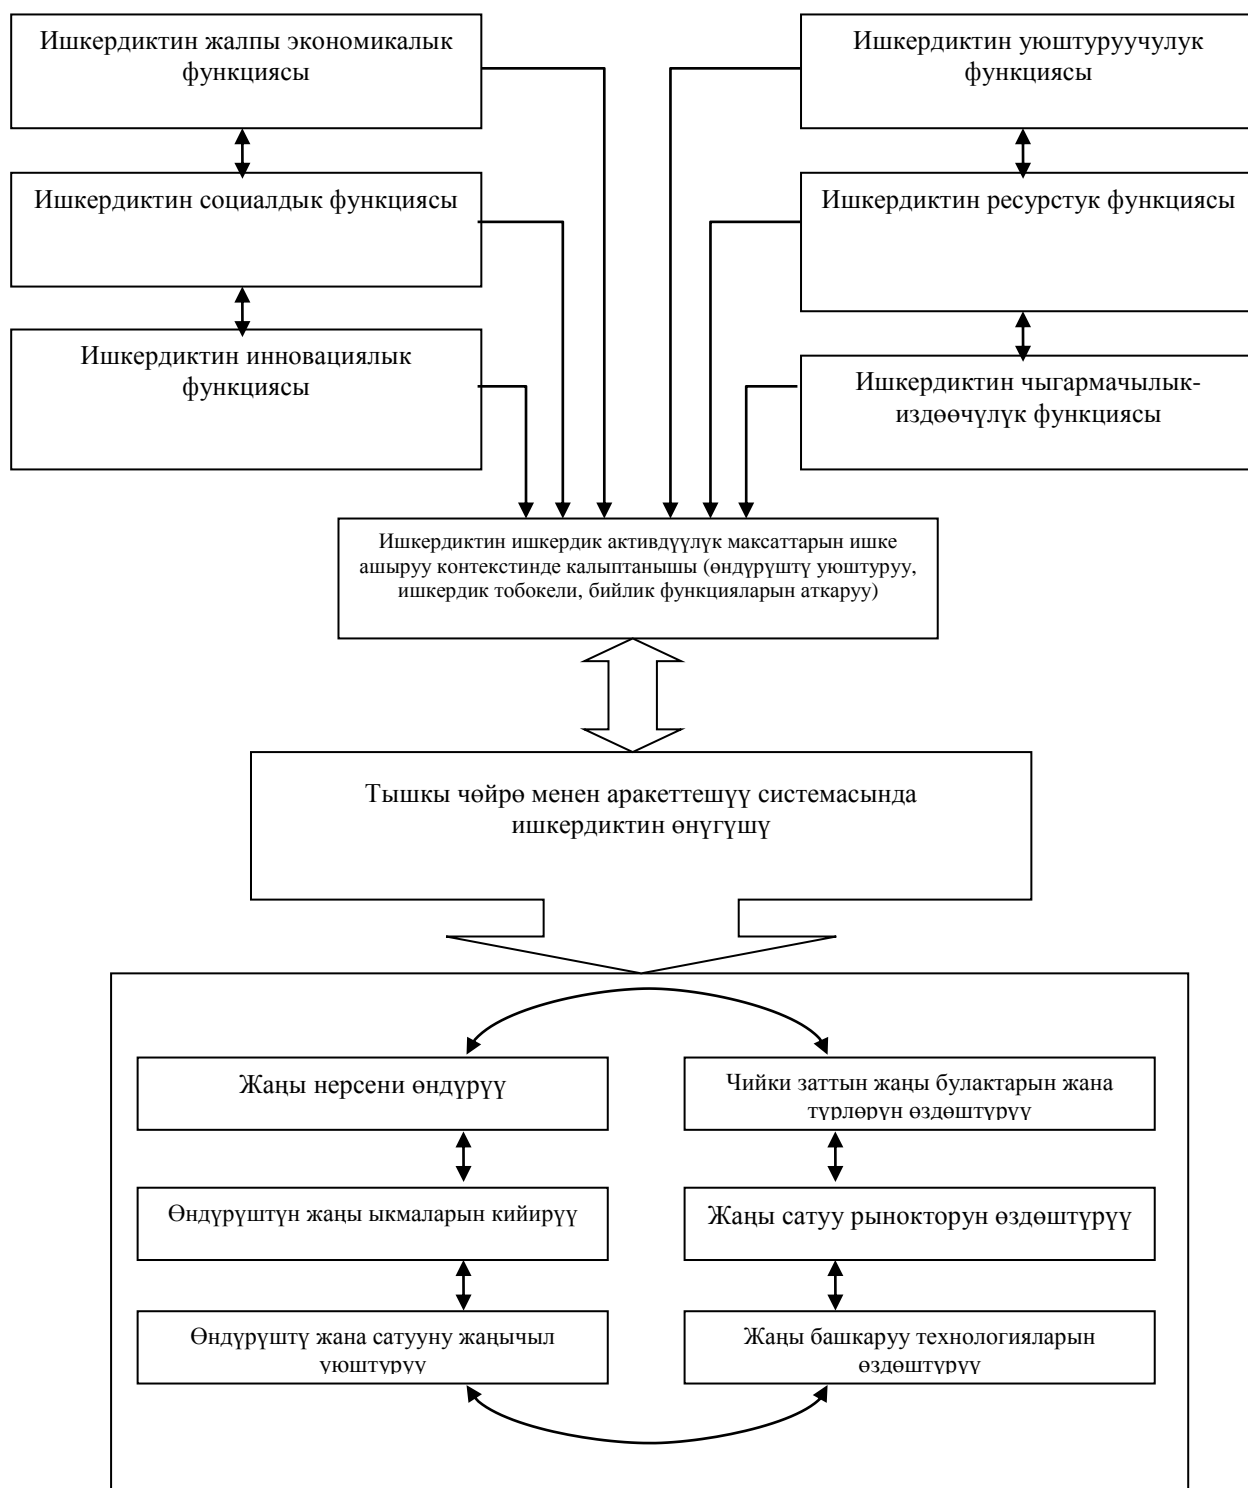 Ишкердиктин жалпы экономикалык
функциясы
Ишкердиктин уюштуруучулук
функциясы
Ишкердиктин социалдык функциясы
Ишкердиктин ресурстук функциясы
Ишкердиктин инновациялык
функциясы
Ишкердиктин чыгармачылык-
издөөчүлүк функциясы
Ишкердиктин ишкердик активдүүлүк максаттарын ишке
ашыруу контекстинде калыптанышы (өндүрүштү уюштуруу,
ишкердик тобокели, бийлик функцияларын аткаруу)
Тышкы чөйрө менен аракеттешүү системасында
ишкердиктин өнүгүшү
Жаңы нерсени өндүрүү
Чийки заттын жаңы булактарын жана
түрлөрүн өздөштүрүү
Өндүрүштүн жаңы ыкмаларын кийирүү
Жаңы сатуу рынокторун өздөштүрүү
Өндүрүштү жана сатууну жаңычыл
уюштуруу
Жаңы башкаруу технологияларын
өздөштүрүү